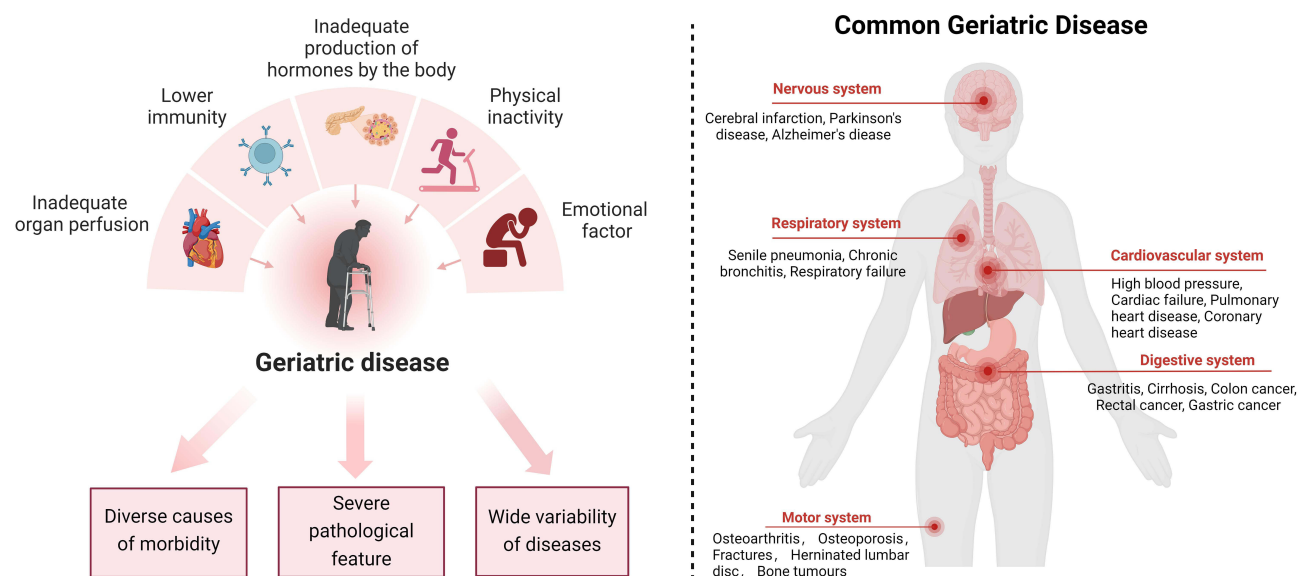 Inadequate
production of
hormones by the body
Lower
immunity
Physical
inactivity
Inadequate
organ perfusion
Emotional
factor
Geriatric disease
Diverse causes
of morbidity
Severe
pathological
feature
Wide variability
of diseases
Common Geriatric Disease
Nervous system
Cerebral infarction, Parkinson's
disease, Alzheimer's diease
Respiratory system
Senile pneumonia, Chronic
bronchitis, Respiratory failure
Cardiovascular system
High blood pressure,
Cardiac failure, Pulmonary
heart disease, Coronary
heart disease
Digestive system
Gastritis, Cirrhosis, Colon cancer,
Rectal cancer, Gastric cancer
Motor system
Osteoarthritis, Osteoporosis,
Fractures, Herninated lumbar
disc, Bone tumours